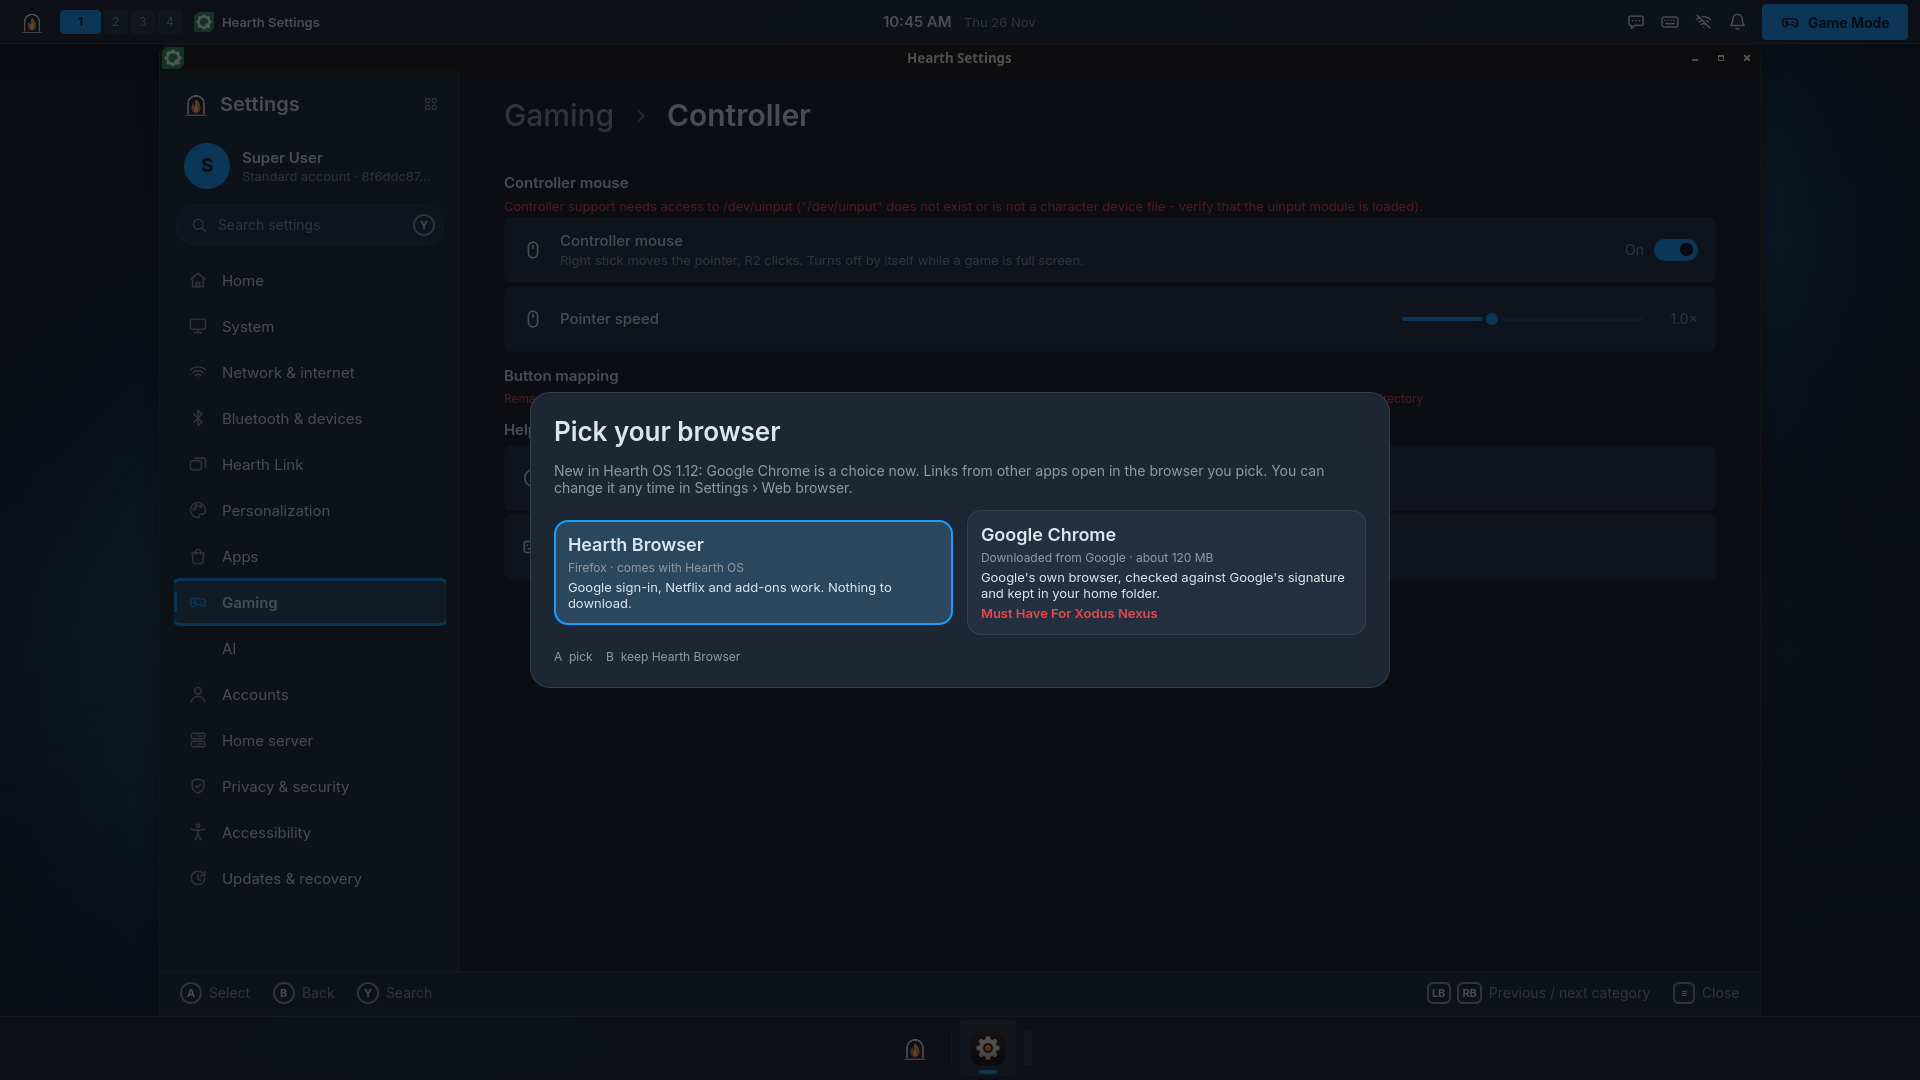 1 2 3 4 Hearth Settings
10:45 AM Thu 26 Nov
Game Mode
Hearth Settings
Settings
S
Super User
Standard account · 8f6ddc87...
Search settings Y
Home
System
Network & internet
Bluetooth & devices
Hearth Link
Personalization
Apps
Gaming
AI
Accounts
Home server
Privacy & security
Accessibility
Updates & recovery
Gaming > Controller
Controller mouse
Controller support needs access to /dev/uinput ("/dev/uinput" does not exist or is not a character device file - verify that the uinput module is loaded).
Controller mouse
Right stick moves the pointer, R2 clicks. Turns off by itself while a game is full screen.
On
Pointer speed
1.0×
Button mapping
Pick your browser
New in Hearth OS 1.12: Google Chrome is a choice now. Links from other apps open in the browser you pick. You can
change it any time in Settings › Web browser.
Hearth Browser
Firefox · comes with Hearth OS
Google sign-in, Netflix and add-ons work. Nothing to
download.
Google Chrome
Downloaded from Google · about 120 MB
Google's own browser, checked against Google's signature
and kept in your home folder.
Must Have For Xodus Nexus
A pick B keep Hearth Browser
A Select B Back Y Search
LB RB Previous / next category ≡ Close